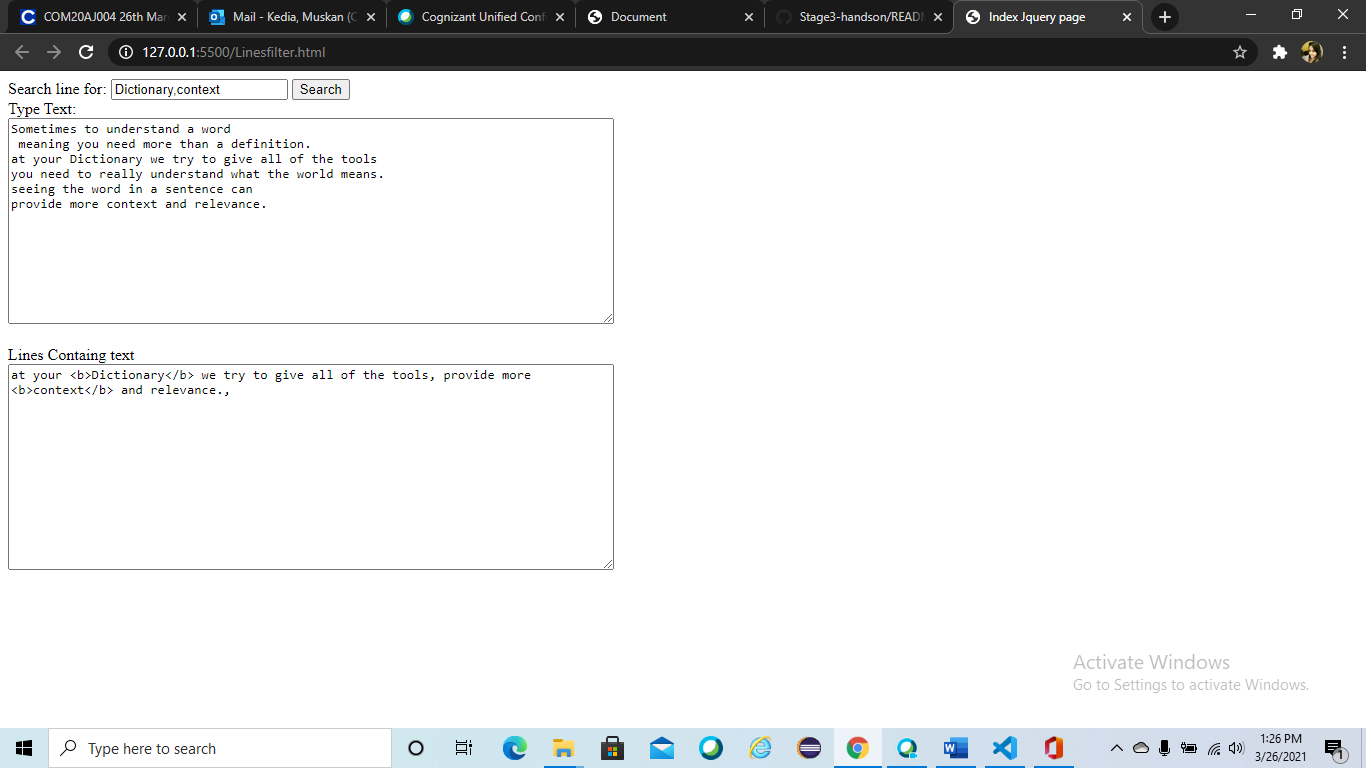 COM20AJ004 26th Mar
Mail - Kedia, Muskan (C
Cognizant Unified Conf
Document
Stage3-handson/READ
Index Jquery page
127.0.0.1:5500/Linesfilter.html
Search line for: Dictionary,context Search
Type Text:
Sometimes to understand a word
meaning you need more than a definition.
at your Dictionary we try to give all of the tools
you need to really understand what the world means.
seeing the word in a sentence can
provide more context and relevance.
Lines Containg text
at your <b>Dictionary</b> we try to give all of the tools, provide more
<b>context</b> and relevance.,
Activate Windows
Go to Settings to activate Windows.
Type here to search
1:26 PM
3/26/2021
1